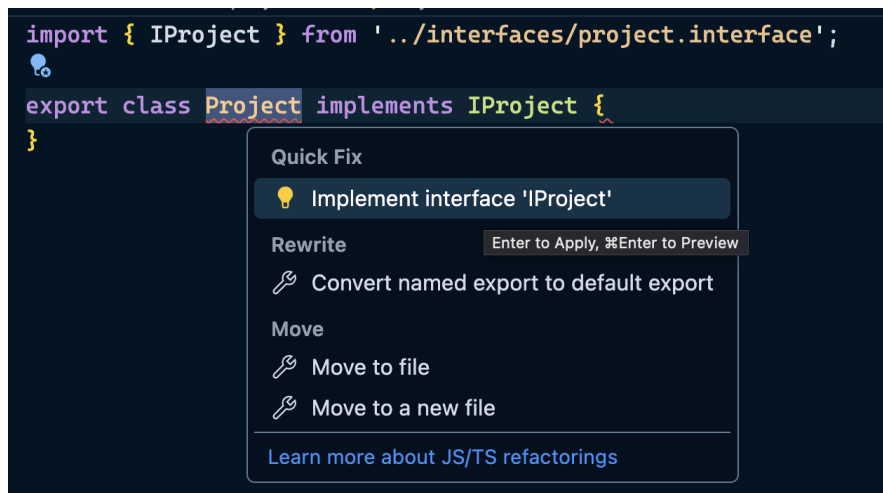 import { IProject } from '../interfaces/project.interface';
export class Project implements IProject {
}
Quick Fix
Implement interface 'IProject'
Enter to Apply, ⌘Enter to Preview
Rewrite
Convert named export to default export
Move
Move to file
Move to a new file
Learn more about JS/TS refactorings